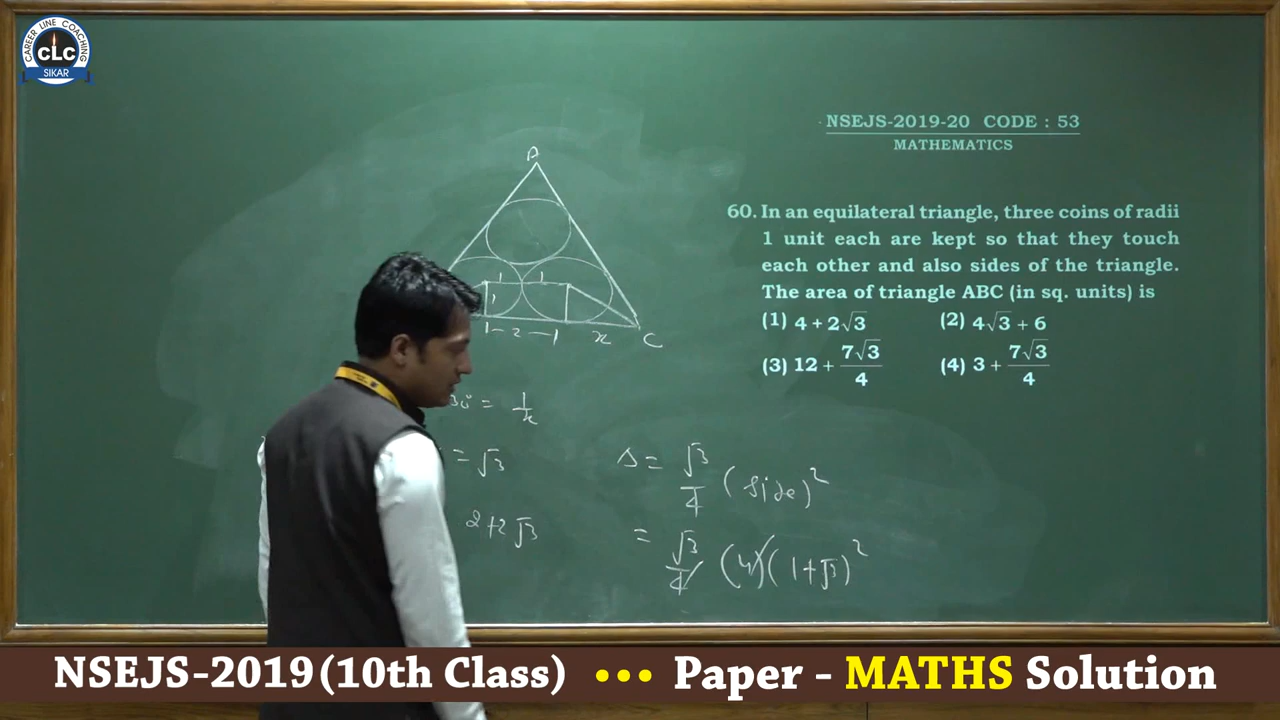 CAREER LINE COACHING
CLC
SIKAR
NSEJS-2019-20 CODE : 53
MATHEMATICS
60. In an equilateral triangle, three coins of radii
1 unit each are kept so that they touch
each other and also sides of the triangle.
The area of triangle ABC (in sq. units) is
(1) 4 + 2√3 (2) 4√3 + 6
(3) 12 + 7√3/4 (4) 3 + 7√3/4
A
1 1
1
1 - 2 - 1 x C
30° = 1/x
= √3
2+2√3
Δ = √3/4 (side)²
= √3/4 (4)(1+√3)²
NSEJS-2019(10th Class) ••• Paper - MATHS Solution